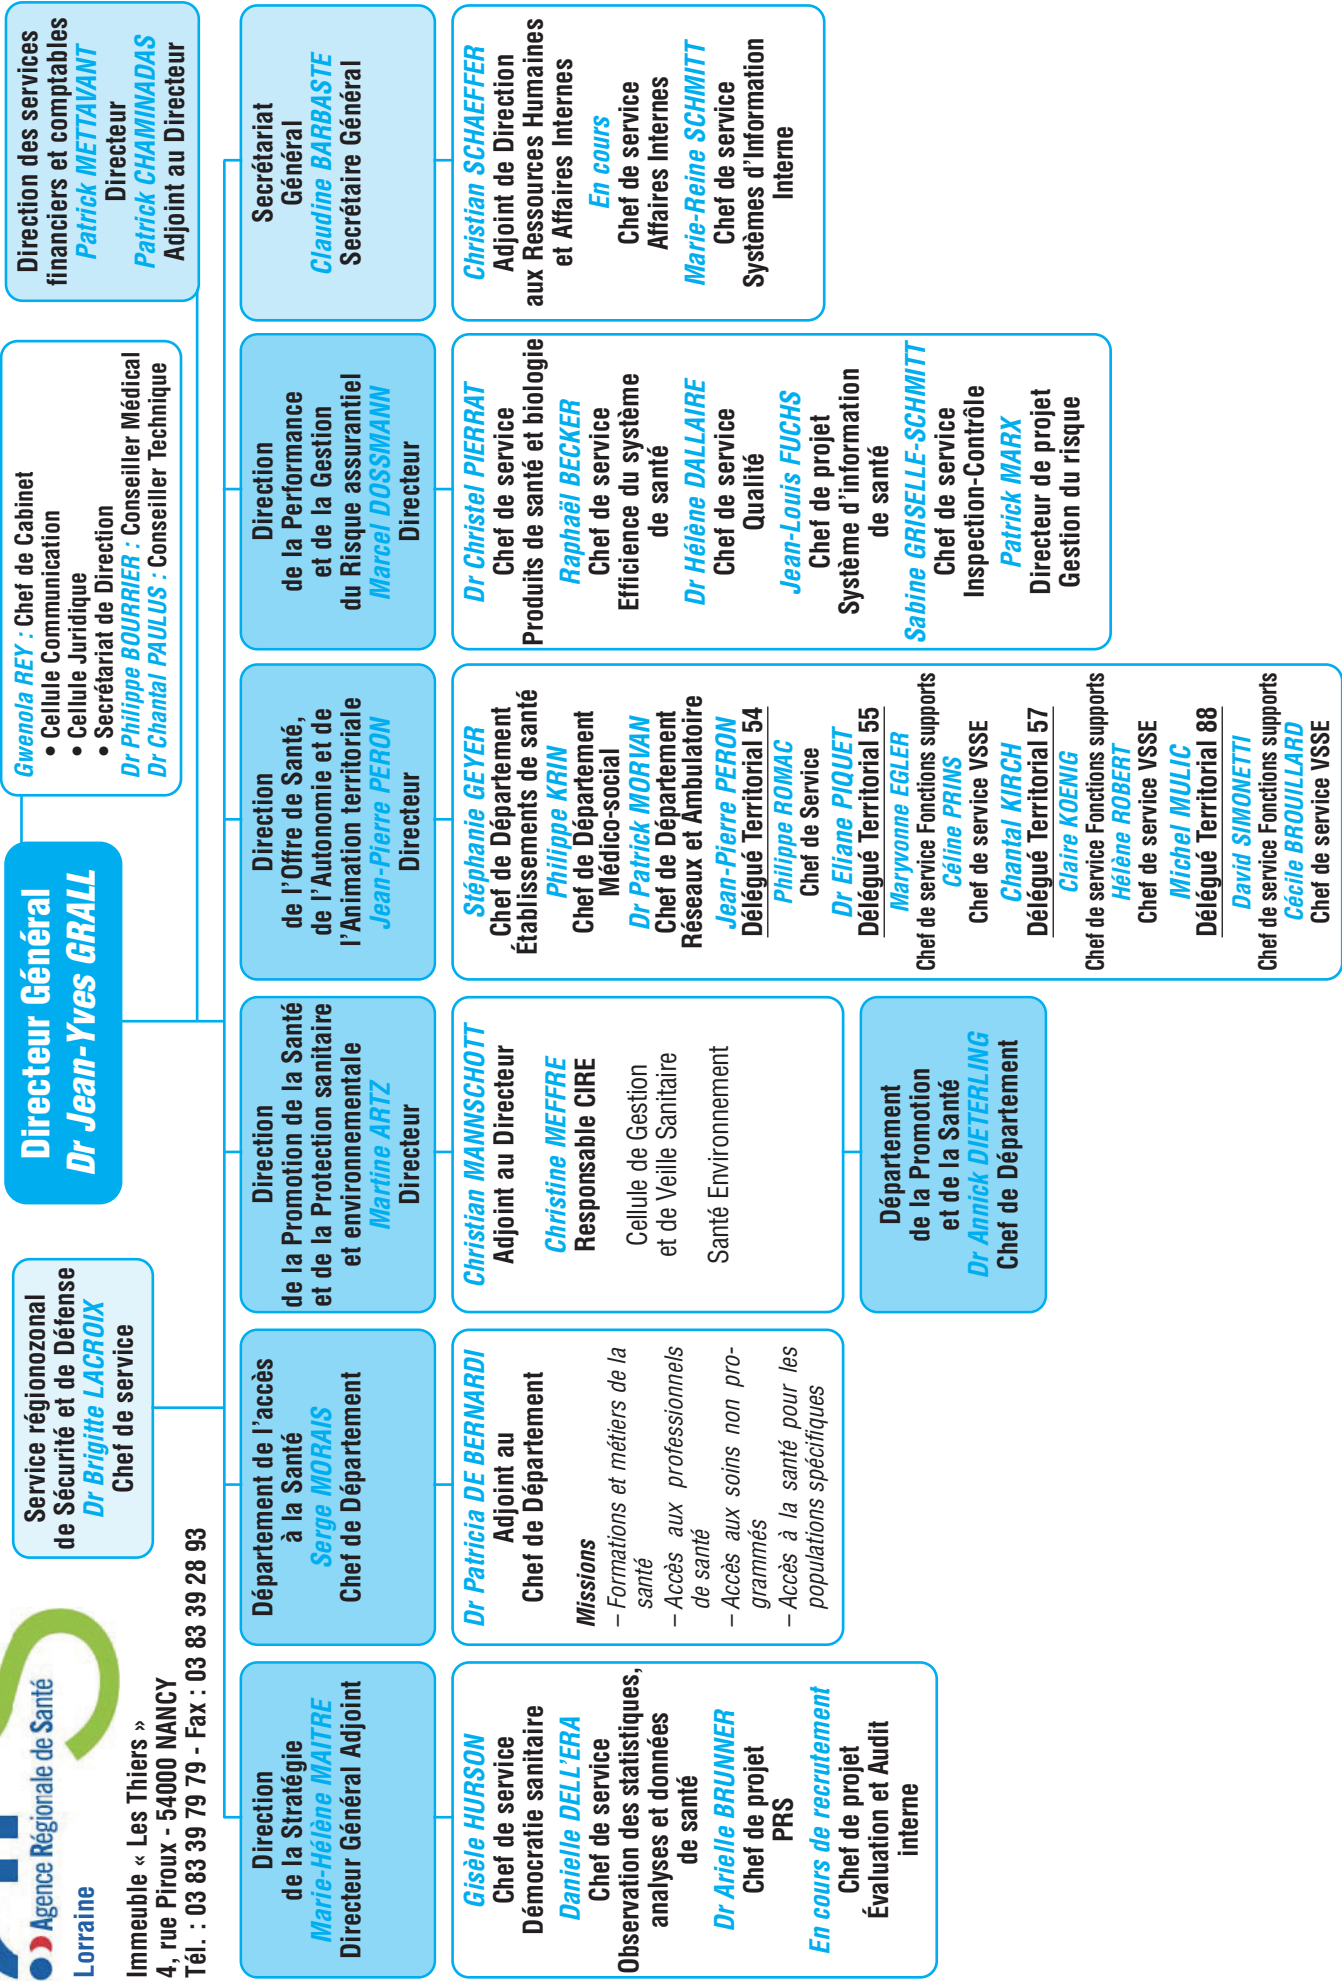 Agence Régionale de Santé
Lorraine
Immeuble « Les Thiers »
4, rue Piroux - 54000 NANCY
Tél. : 03 83 39 79 79 - Fax : 03 83 39 28 93
Service régionozonal
de Sécurité et de Défense
Dr Brigitte LACROIX
Chef de service
Directeur Général
Dr Jean-Yves GRALL
Gwenola REY : Chef de Cabinet
• Cellule Communication
• Cellule Juridique
• Secrétariat de Direction
Dr Philippe BOURRIER : Conseiller Médical
Dr Chantal PAULUS : Conseiller Technique
Direction des services
financiers et comptables
Patrick METTAVANT
Directeur
Patrick CHAMINADAS
Adjoint au Directeur
Direction
de la Stratégie
Marie-Hélène MAITRE
Directeur Général Adjoint
Gisèle HURSON
Chef de service
Démocratie sanitaire
Danielle DELL'ERA
Chef de service
Observation des statistiques,
analyses et données
de santé
Dr Arielle BRUNNER
Chef de projet
PRS
En cours de recrutement
Chef de projet
Évaluation et Audit
interne
Département de l'accès
à la Santé
Serge MORAIS
Chef de Département
Dr Patricia DE BERNARDI
Adjoint au
Chef de Département
Missions
– Formations et métiers de la
santé
– Accès aux professionnels
de santé
– Accès aux soins non pro-
grammés
– Accès à la santé pour les
populations spécifiques
Direction
de la Promotion de la Santé
et de la Protection sanitaire
et environnementale
Martine ARTZ
Directeur
Christian MANNSCHOTT
Adjoint au Directeur
Christine MEFFRE
Responsable CIRE
Cellule de Gestion
et de Veille Sanitaire
Santé Environnement
Département
de la Promotion
et de la Santé
Dr Annick DIETERLING
Chef de Département
Direction
de l'Offre de Santé,
de l'Autonomie et de
l'Animation territoriale
Jean-Pierre PERON
Directeur
Stéphanie GEYER
Chef de Département
Établissements de santé
Philippe KRIN
Chef de Département
Médico-social
Dr Patrick MORVAN
Chef de Département
Réseaux et Ambulatoire
Jean-Pierre PERON
Délégué Territorial 54
Philippe ROMAC
Chef de Service
Dr Eliane PIQUET
Délégué Territorial 55
Maryvonne EGLER
Chef de service Fonctions supports
Céline PRINS
Chef de service VSSE
Chantal KIRCH
Délégué Territorial 57
Claire KOENIG
Chef de service Fonctions supports
Hélène ROBERT
Chef de service VSSE
Michel MULIC
Délégué Territorial 88
David SIMONETTI
Chef de service Fonctions supports
Cécile BROUILLARD
Chef de service VSSE
Direction
de la Performance
et de la Gestion
du Risque assurantiel
Marcel DOSSMANN
Directeur
Dr Christel PIERRAT
Chef de service
Produits de santé et biologie
Raphaël BECKER
Chef de service
Efficience du système
de santé
Dr Hélène DALLAIRE
Chef de service
Qualité
Jean-Louis FUCHS
Chef de projet
Système d'information
de santé
Sabine GRISELLE-SCHMITT
Chef de service
Inspection-Contrôle
Patrick MARX
Directeur de projet
Gestion du risque
Secrétariat
Général
Claudine BARBASTE
Secrétaire Général
Christian SCHAEFFER
Adjoint de Direction
aux Ressources Humaines
et Affaires Internes
En cours
Chef de service
Affaires Internes
Marie-Reine SCHMITT
Chef de service
Systèmes d'Information
Interne